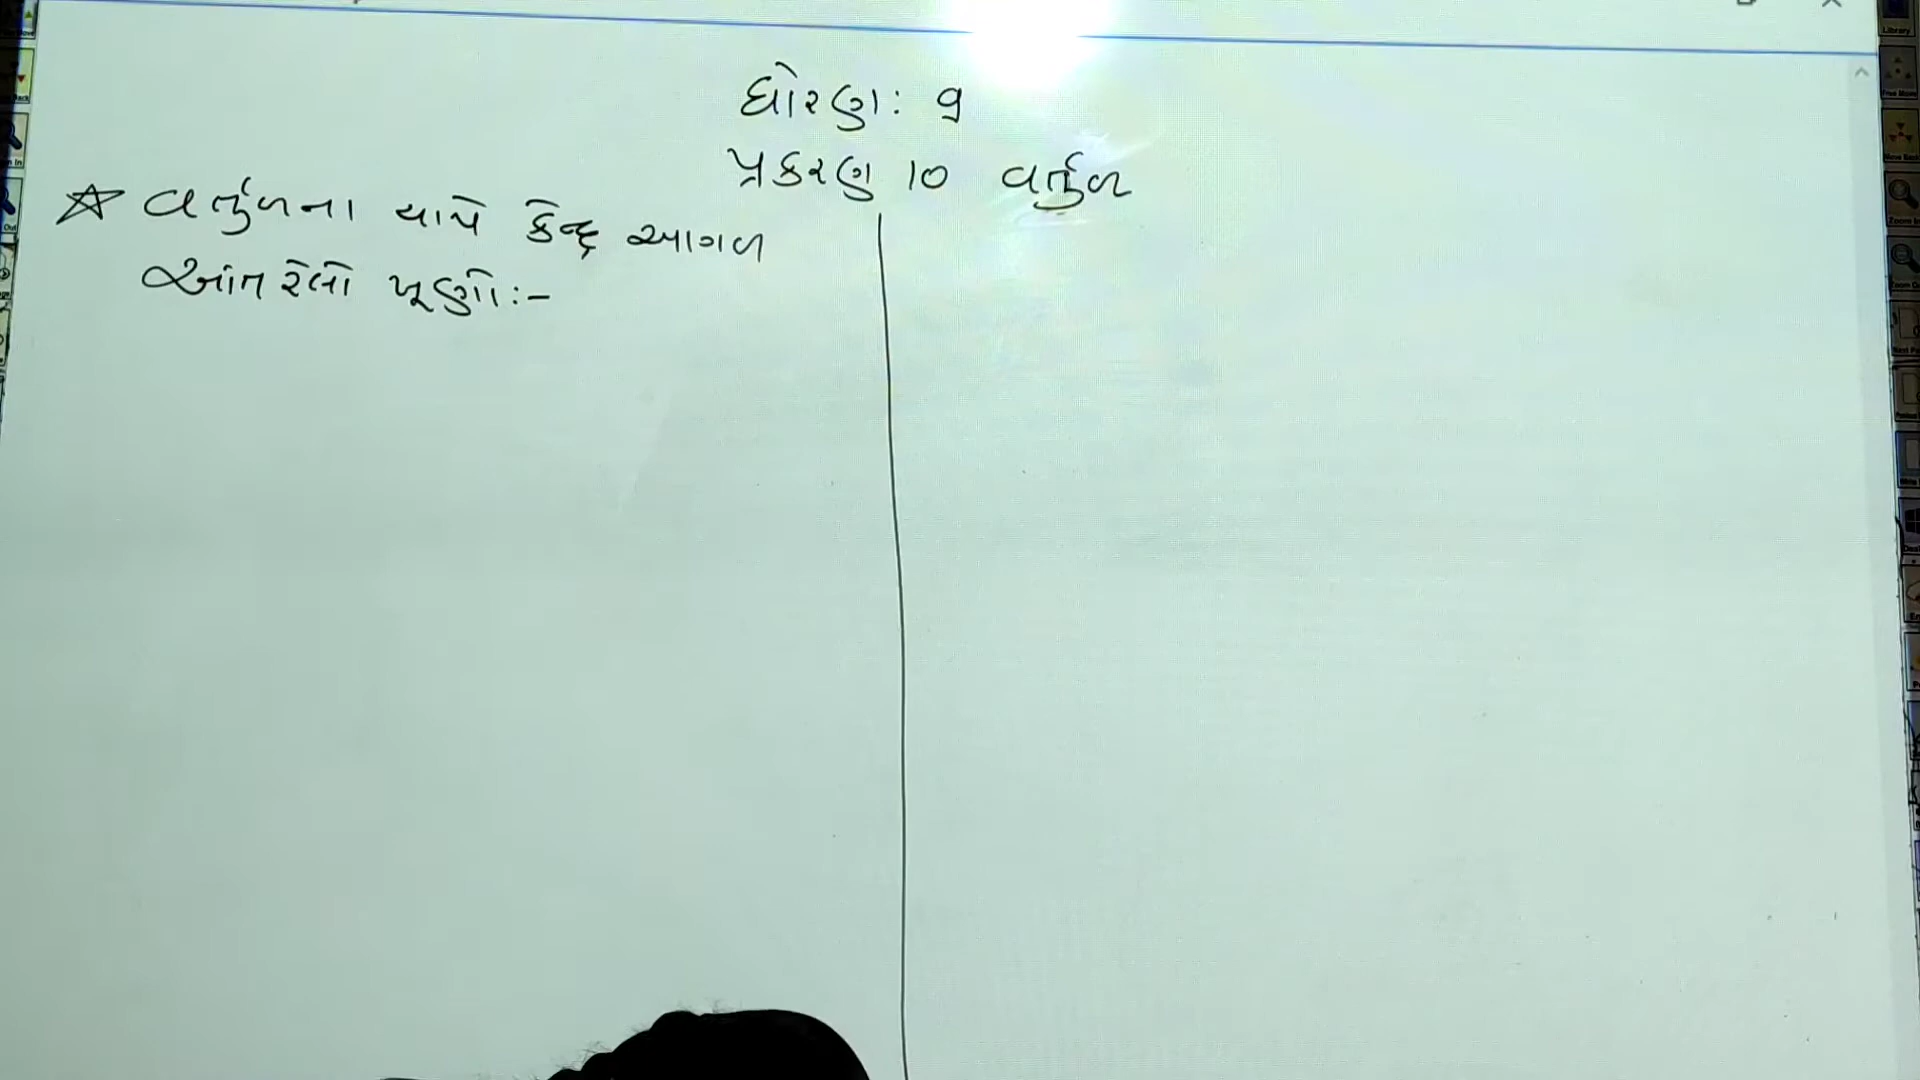 ધોરણ: 9
પ્રકરણ 10 વર્તુળ
☆ વર્તુળના ચાપે કેન્દ્ર આગળ
આંતરેલો ખૂણો:-